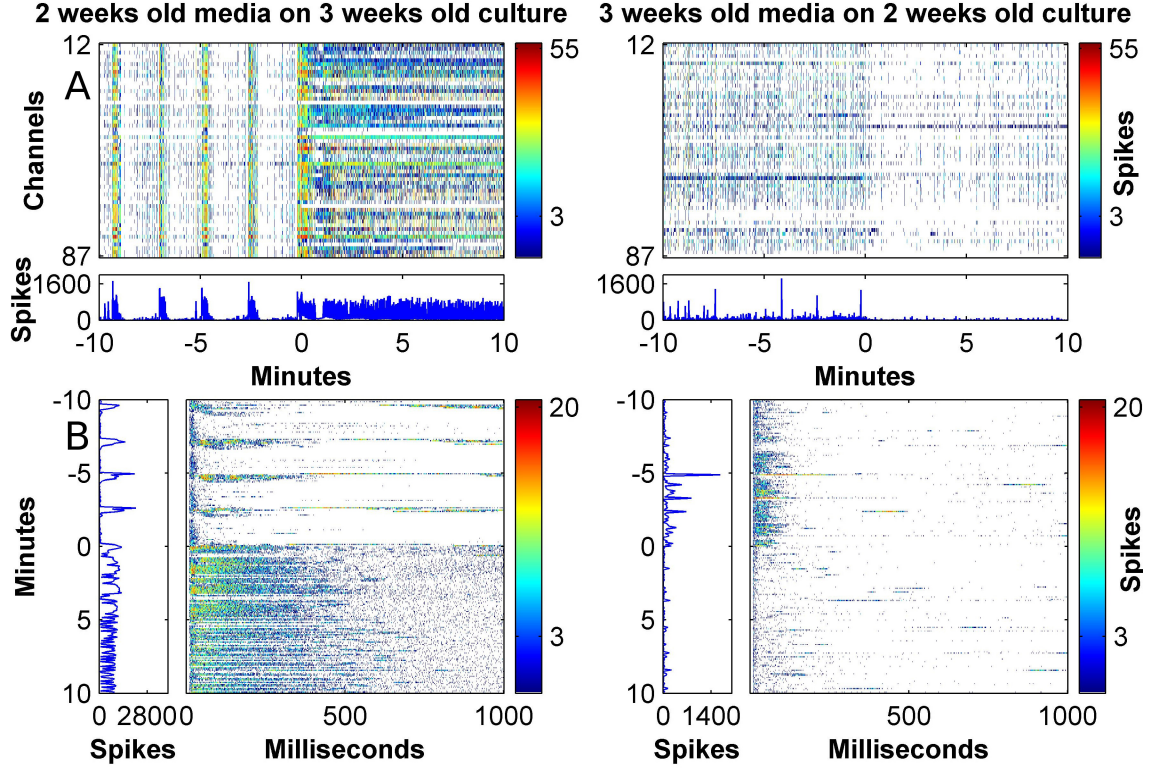 2 weeks old media on 3 weeks old culture
3 weeks old media on 2 weeks old culture
A
Channels
12
87
55
3
12
87
55
3
Spikes
Spikes
1600
0
-10 -5 0 5 10
Minutes
1600
0
-10 -5 0 5 10
Minutes
B
Minutes
-10
-5
0
5
10
0 2800
Spikes
0 500 1000
Milliseconds
20
3
-10
-5
0
5
10
0 1400
Spikes
0 500 1000
Milliseconds
20
3
Spikes